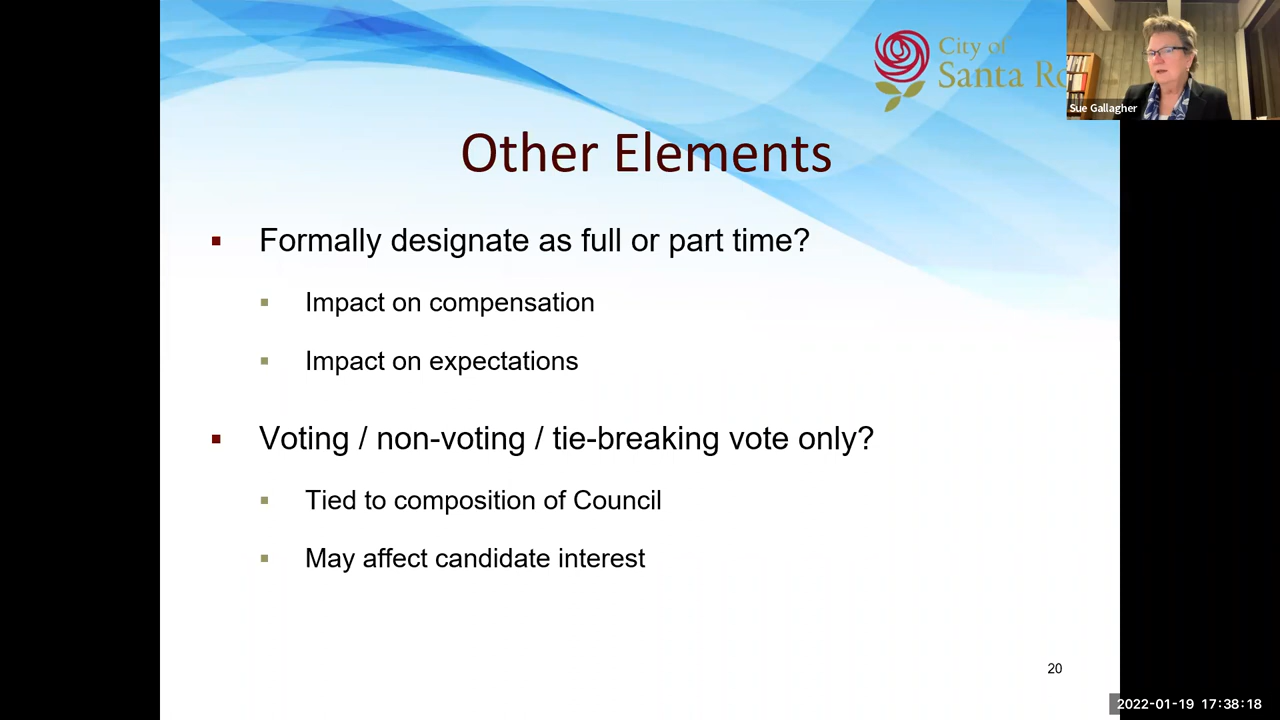 City of
Santa Ro
Sue Gallagher
Other Elements
Formally designate as full or part time?
Impact on compensation
Impact on expectations
Voting / non-voting / tie-breaking vote only?
Tied to composition of Council
May affect candidate interest
20
2022-01-19 17:38:18